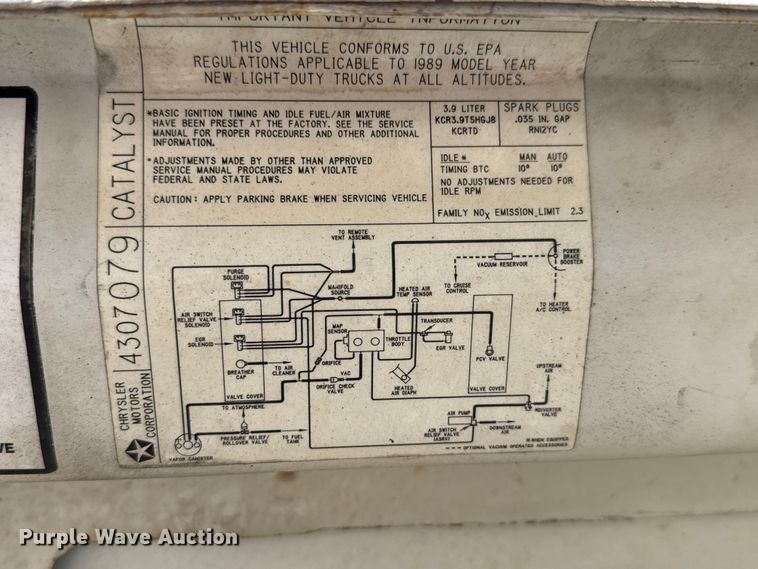 IMPORTANT VEHICLE INFORMATION
THIS VEHICLE CONFORMS TO U.S. EPA
REGULATIONS APPLICABLE TO 1989 MODEL YEAR
NEW LIGHT-DUTY TRUCKS AT ALL ALTITUDES.
*BASIC IGNITION TIMING AND IDLE FUEL/AIR MIXTURE
HAVE BEEN PRESET AT THE FACTORY. SEE THE SERVICE
MANUAL FOR PROPER PROCEDURES AND OTHER ADDITIONAL
INFORMATION.
*ADJUSTMENTS MADE BY OTHER THAN APPROVED
SERVICE MANUAL PROCEDURES MAY VIOLATE
FEDERAL AND STATE LAWS.
CAUTION: APPLY PARKING BRAKE WHEN SERVICING VEHICLE
3.9 LITER
KCR3.9T5HGJ8
KCRTD
SPARK PLUGS
.035 IN. GAP
RN12YC
IDLE* MAN AUTO
TIMING BTC 10° 10°
NO ADJUSTMENTS NEEDED FOR
IDLE RPM
FAMILY NOX EMISSION LIMIT 2.3
CHRYSLER
MOTORS
CORPORATION
4307079 CATALYST
TO REMOTE
VENT ASSEMBLY
PURGE
SOLENOID
AIR SWITCH
RELIEF VALVE
SOLENOID
EGR
SOLENOID
BREATHER
CAP
VALVE COVER
TO AIR
CLEANER
MANIFOLD
SOURCE
MAP
SENSOR
ORIFICE
VAC
ORIFICE CHECK
VALVE
HEATED AIR
TEMP SENSOR
THROTTLE
BODY
HEATED
AIR DIAPH
TRANSDUCER
EGR VALVE
VACUUM RESERVOIR
TO CRUISE
CONTROL
POWER
BRAKE
BOOSTER
TO HEATER
A/C CONTROL
PCV VALVE
VALVE COVER
UPSTREAM
AIR
DIVERTER
VALVE
AIR PUMP
AIR SWITCH
RELIEF VALVE
(ASRV)
DOWNSTREAM
AIR
TO ATMOSPHERE
PRESSURE RELIEF/
ROLLOVER VALVE
TO FUEL
TANK
VAPOR CANISTER
WHEN EQUIPPED
OPTIONAL VACUUM OPERATED ACCESSORIES
VE
Purple Wave Auction